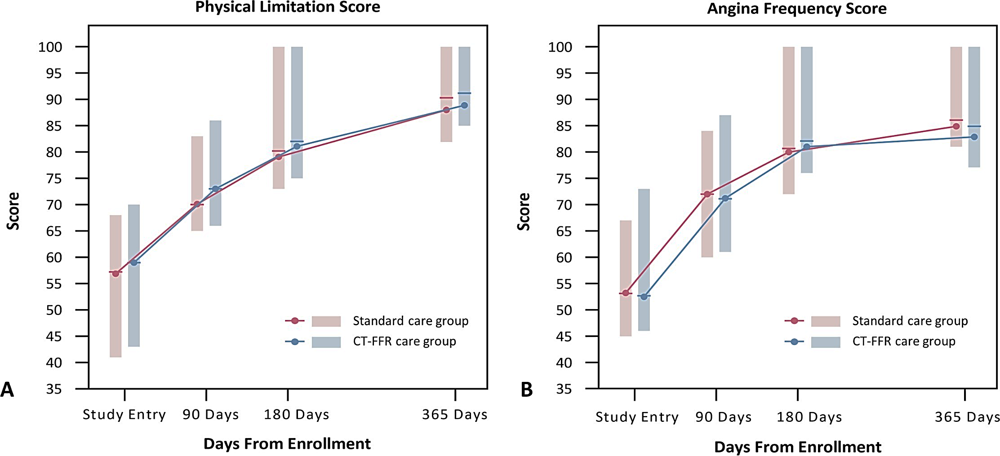 Physical Limitation Score
100
95
90
85
80
75
70
65
60
55
50
45
40
35
Score
Standard care group
CT-FFR care group
A
Study Entry 90 Days 180 Days 365 Days
Days From Enrollment
Angina Frequency Score
100
95
90
85
80
75
70
65
60
55
50
45
40
35
Score
Standard care group
CT-FFR care group
B
Study Entry 90 Days 180 Days 365 Days
Days From Enrollment